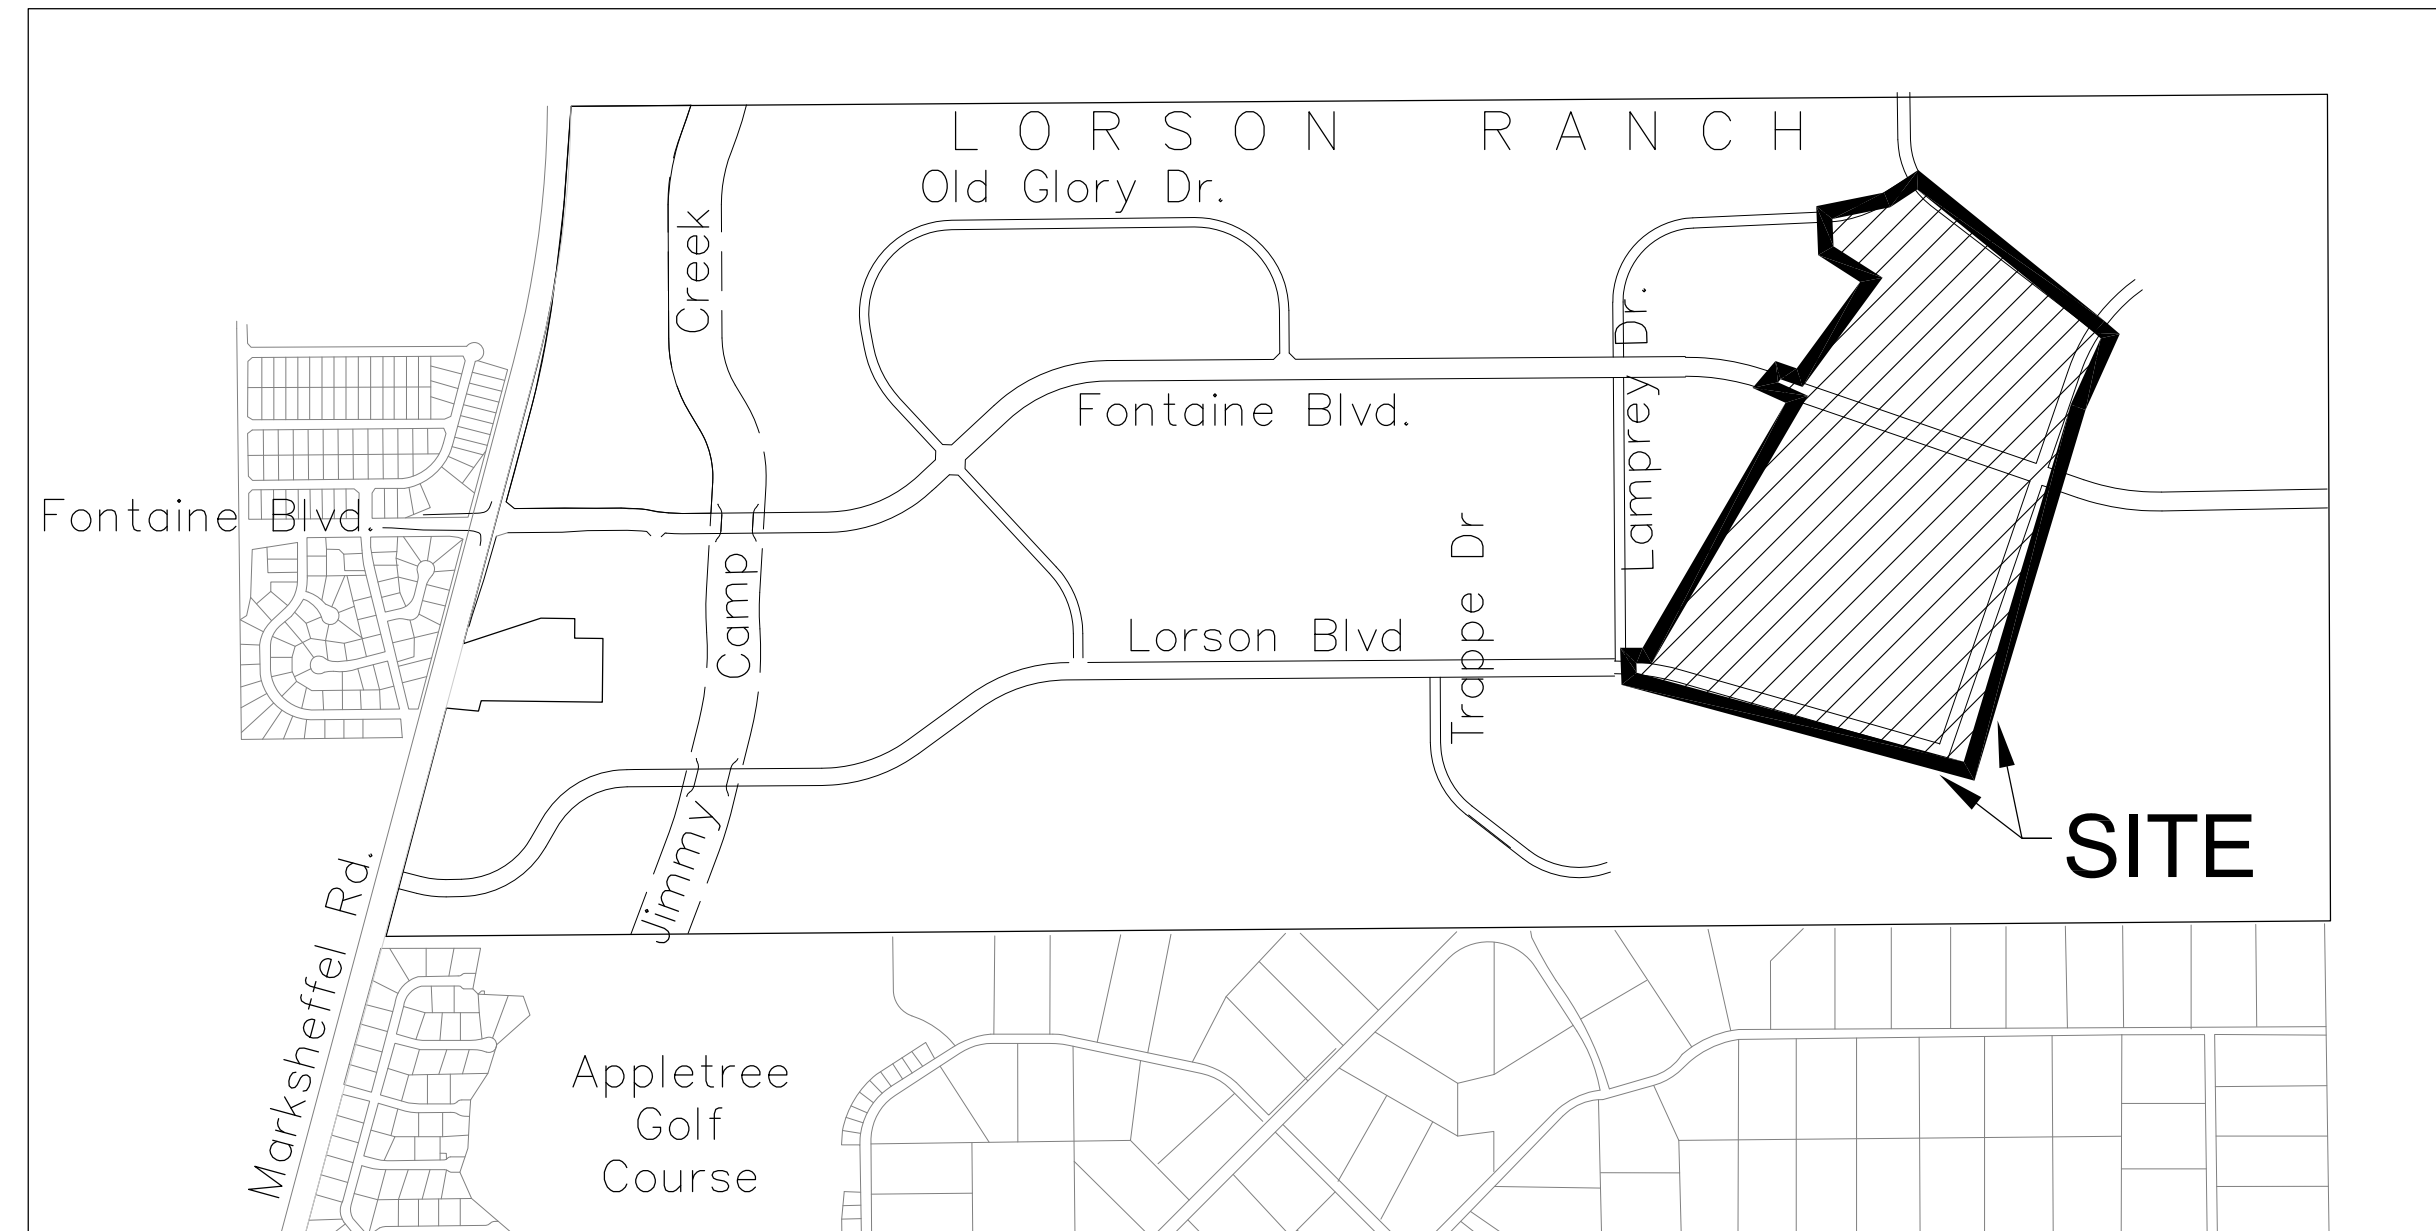 LORSON RANCH
Old Glory Dr.
Creek
Lamprey Dr.
Fontaine Blvd.
Fontaine Blvd.
Trappe Dr
Camp
Lorson Blvd
Jimmy
SITE
Marksheffel Rd.
Appletree
Golf
Course